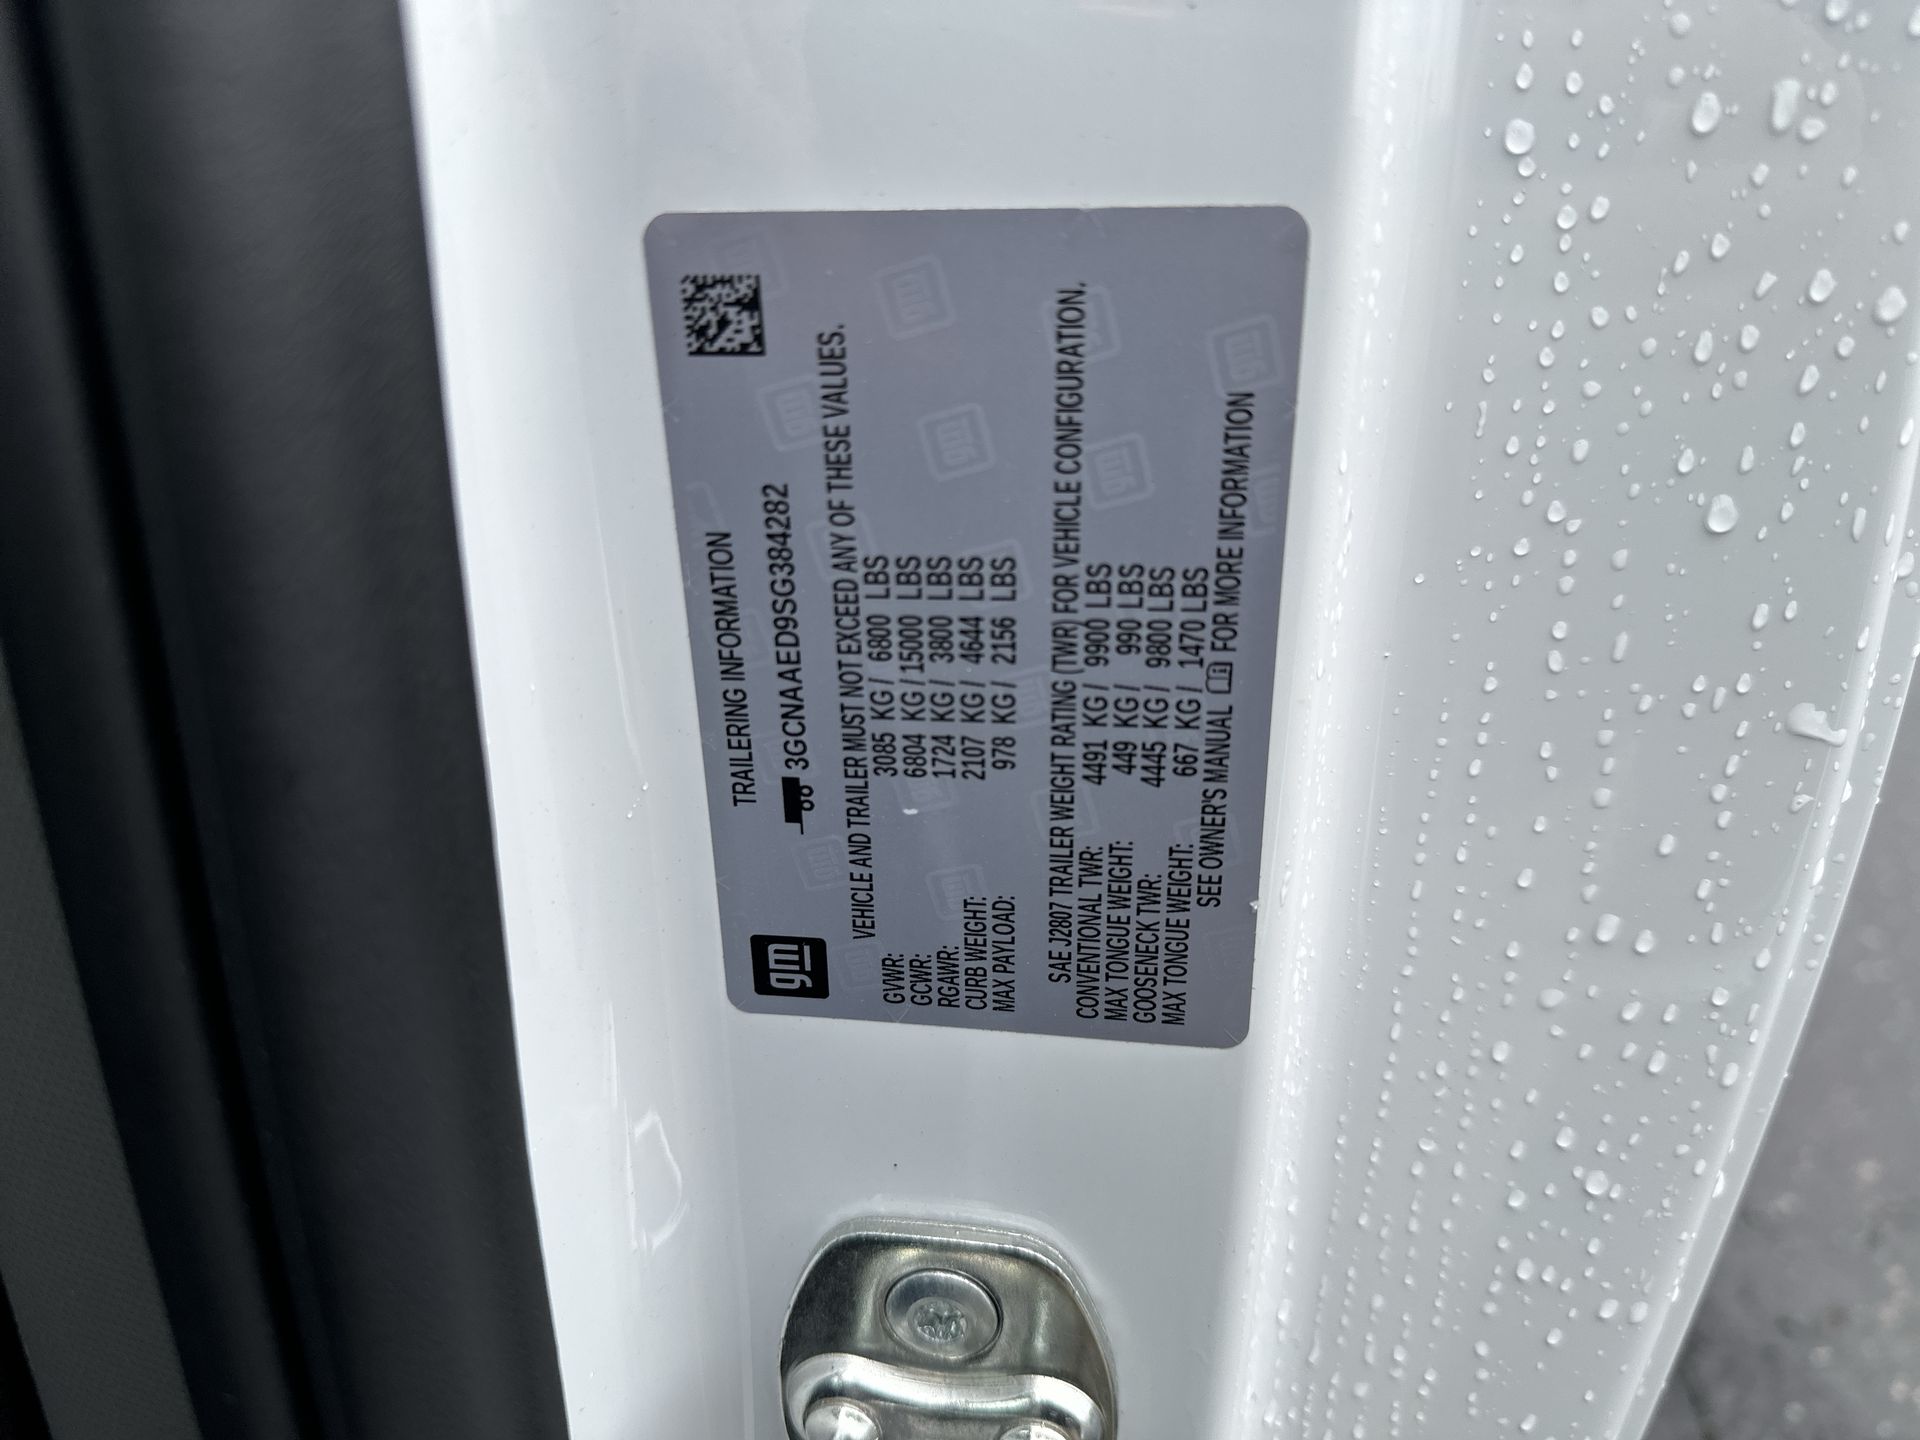 gm
TRAILERING INFORMATION
3GCNAAED9SG384282
VEHICLE AND TRAILER MUST NOT EXCEED ANY OF THESE VALUES.
GVWR: 3085 KG / 6800 LBS
GCWR: 6804 KG / 15000 LBS
RGAWR: 1724 KG / 3800 LBS
CURB WEIGHT: 2107 KG / 4644 LBS
MAX PAYLOAD: 978 KG / 2156 LBS
SAE J2807 TRAILER WEIGHT RATING (TWR) FOR VEHICLE CONFIGURATION.
CONVENTIONAL TWR: 4491 KG / 9900 LBS
MAX TONGUE WEIGHT: 449 KG / 990 LBS
GOOSENECK TWR: 4445 KG / 9800 LBS
MAX TONGUE WEIGHT: 667 KG / 1470 LBS
SEE OWNER'S MANUAL FOR MORE INFORMATION